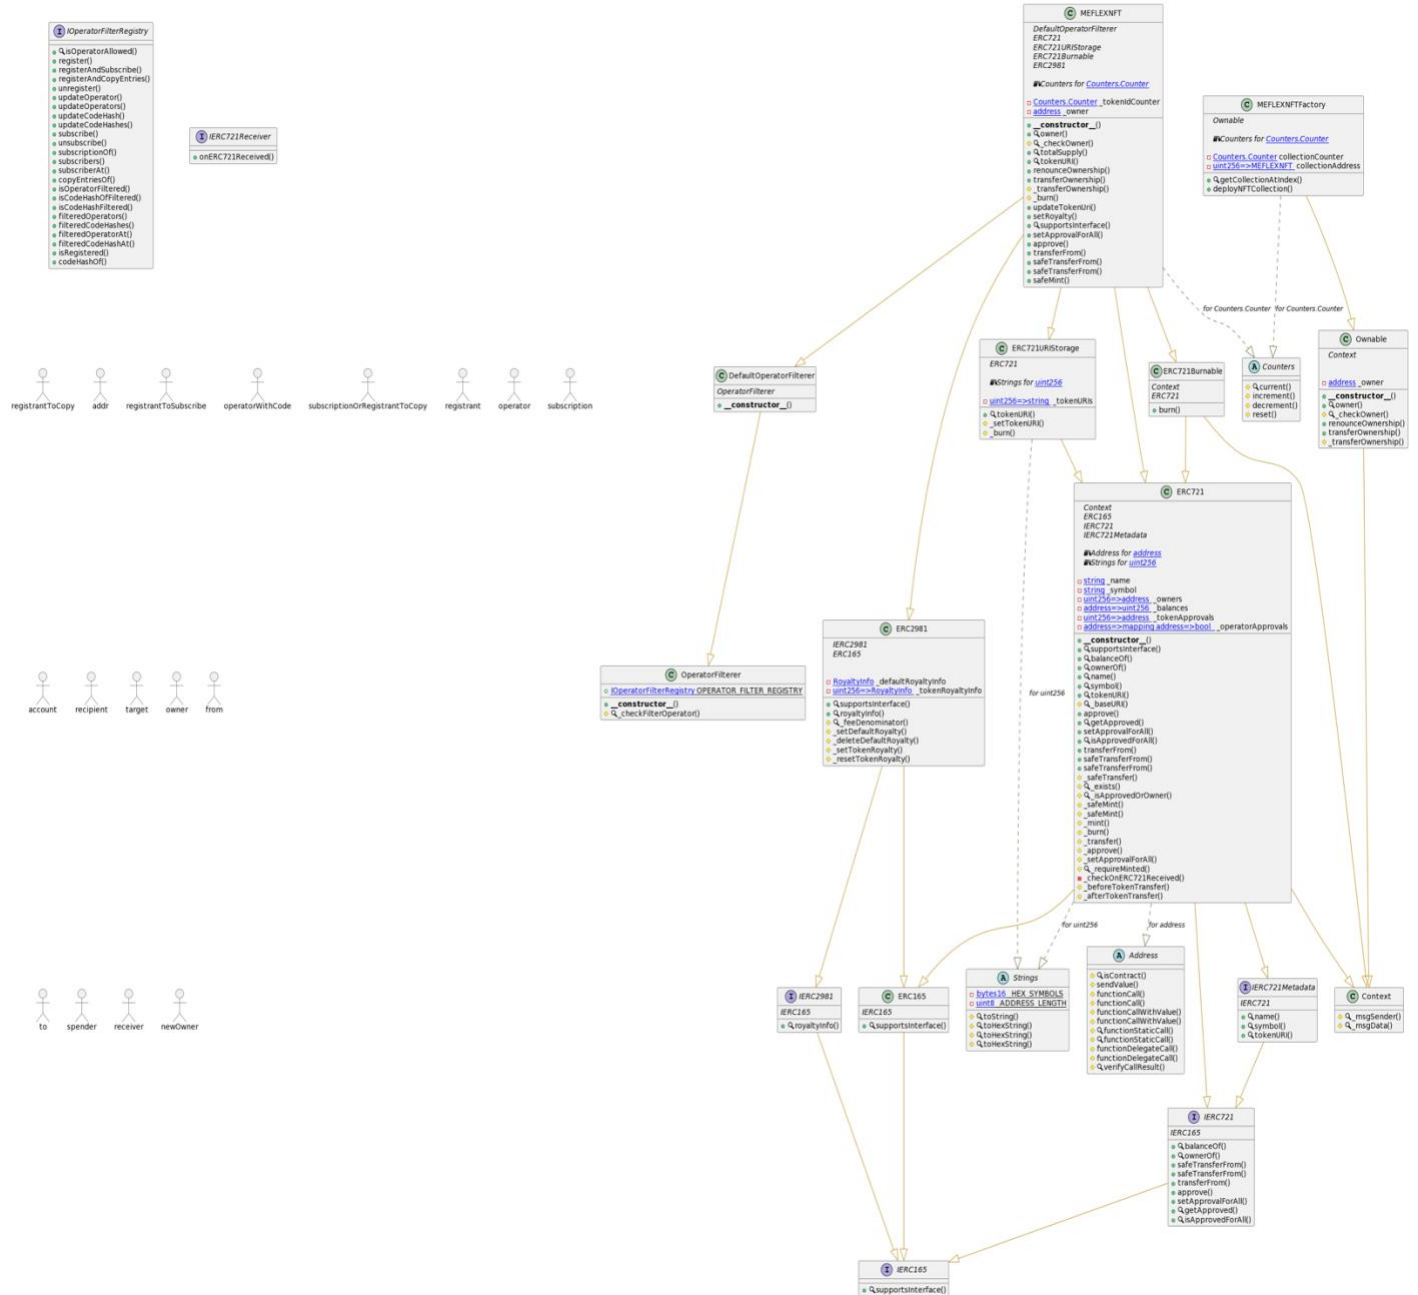 IOperatorFilterRegistry
isOperatorAllowed()
register()
registerAndSubscribe()
registerAndCopyEntries()
unregister()
updateOperator()
updateOperators()
updateCodeHash()
updateCodeHashes()
subscribe()
unsubscribe()
subscriptionOf()
subscribers()
subscriberAt()
copyEntriesOf()
isOperatorFiltered()
isCodeHashOfFiltered()
isCodeHashFiltered()
filteredOperators()
filteredCodeHashes()
filteredOperatorAt()
filteredCodeHashAt()
isRegistered()
codeHashOf()
IERC721Receiver
onERC721Received()
MEFLEXNFT
DefaultOperatorFilterer
ERC721
ERC721URIStorage
ERC721Burnable
ERC2981
Counters for Counters.Counter
Counters.Counter _tokenIdCounter
address _owner
__constructor__()
owner()
_checkOwner()
totalSupply()
tokenURI()
renounceOwnership()
transferOwnership()
_transferOwnership()
_burn()
updateTokenUri()
setRoyalty()
supportsInterface()
setApprovalForAll()
approve()
transferFrom()
safeTransferFrom()
safeTransferFrom()
safeMint()
MEFLEXNFTFactory
Ownable
Counters for Counters.Counter
Counters.Counter collectionCounter
uint256=>MEFLEXNFT collectionAddress
getCollectionAtIndex()
deployNFTCollection()
for Counters.Counter
for Counters.Counter
registrantToCopy
addr
registrantToSubscribe
operatorWithCode
subscriptionOrRegistrantToCopy
registrant
operator
subscription
DefaultOperatorFilterer
OperatorFilterer
__constructor__()
ERC721URIStorage
ERC721
Strings for uint256
uint256=>string _tokenURIs
tokenURI()
_setTokenURI()
_burn()
ERC721Burnable
Context
ERC721
burn()
Counters
current()
increment()
decrement()
reset()
Ownable
Context
address _owner
__constructor__()
owner()
_checkOwner()
renounceOwnership()
transferOwnership()
_transferOwnership()
ERC721
Context
ERC165
IERC721
IERC721Metadata
Address for address
Strings for uint256
string _name
string _symbol
uint256=>address _owners
address=>uint256 _balances
uint256=>address _tokenApprovals
address=>mapping address=>bool _operatorApprovals
__constructor__()
supportsInterface()
balanceOf()
ownerOf()
name()
symbol()
tokenURI()
_baseURI()
approve()
getApproved()
setApprovalForAll()
isApprovedForAll()
transferFrom()
safeTransferFrom()
safeTransferFrom()
_safeTransfer()
_exists()
_isApprovedOrOwner()
_safeMint()
_safeMint()
_mint()
_burn()
_transfer()
_approve()
_setApprovalForAll()
_requireMinted()
_checkOnERC721Received()
_beforeTokenTransfer()
_afterTokenTransfer()
account
recipient
target
owner
from
OperatorFilterer
IOperatorFilterRegistry OPERATOR_FILTER_REGISTRY
__constructor__()
_checkFilterOperator()
ERC2981
IERC2981
ERC165
RoyaltyInfo _defaultRoyaltyInfo
uint256=>RoyaltyInfo _tokenRoyaltyInfo
supportsInterface()
royaltyInfo()
_feeDenominator()
_setDefaultRoyalty()
_deleteDefaultRoyalty()
_setTokenRoyalty()
_resetTokenRoyalty()
for uint256
for uint256
for address
to
spender
receiver
newOwner
IERC2981
IERC165
royaltyInfo()
ERC165
IERC165
supportsInterface()
Strings
bytes16 _HEX_SYMBOLS
uint8 _ADDRESS_LENGTH
toString()
toHexString()
toHexString()
toHexString()
Address
isContract()
sendValue()
functionCall()
functionCall()
functionCallWithValue()
functionCallWithValue()
functionStaticCall()
functionStaticCall()
functionDelegateCall()
functionDelegateCall()
verifyCallResult()
IERC721Metadata
IERC721
name()
symbol()
tokenURI()
Context
_msgSender()
_msgData()
IERC721
IERC165
balanceOf()
ownerOf()
safeTransferFrom()
safeTransferFrom()
transferFrom()
approve()
setApprovalForAll()
getApproved()
isApprovedForAll()
IERC165
supportsInterface()